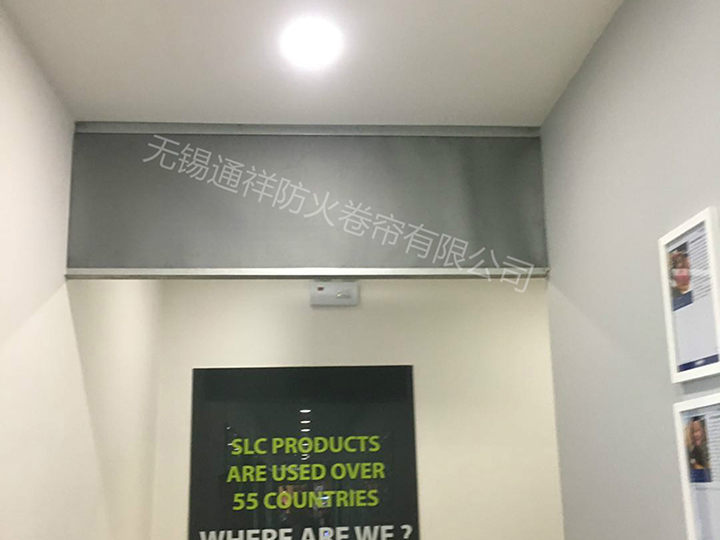 无锡通祥防火卷帘有限公司
SLC PRODUCTS
ARE USED OVER
55 COUNTRIES
WHERE ARE WE ?